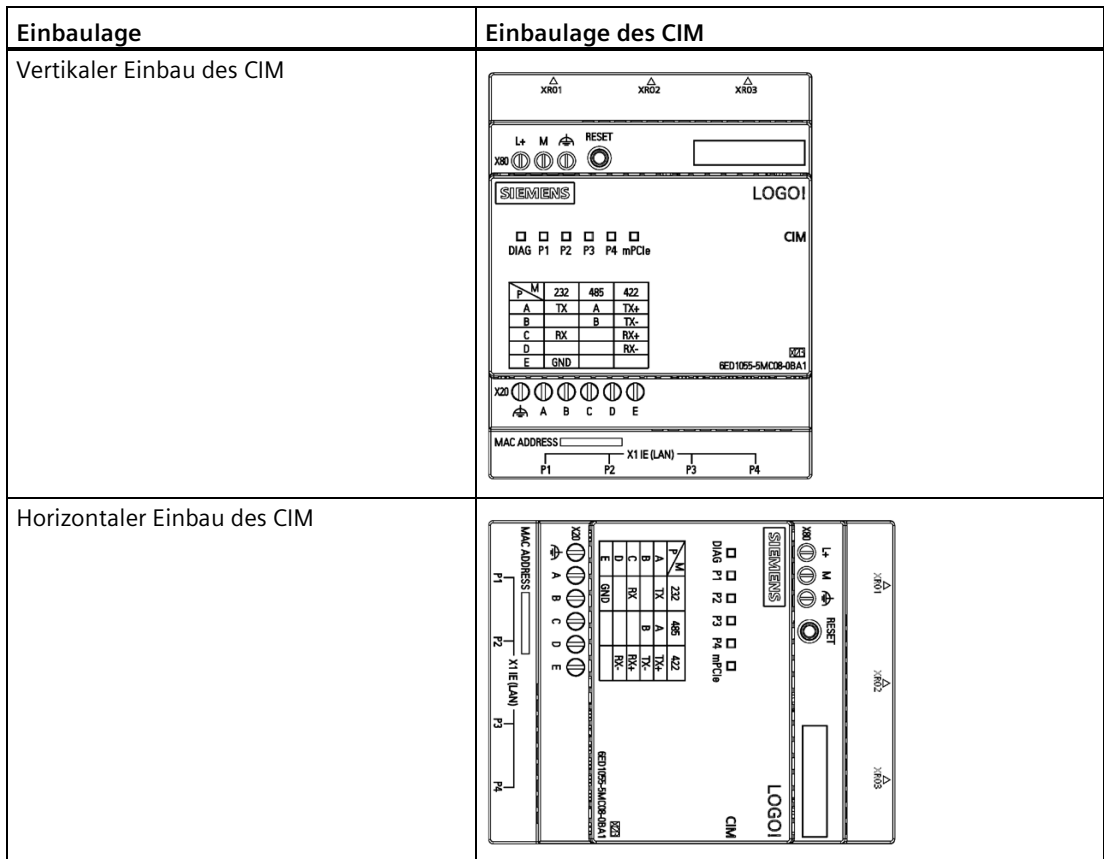 Einbaulage Einbaulage des CIM
Vertikaler Einbau des CIM
XR01 XR02 XR03
L+ M RESET
X80
SIEMENS LOGO!
CIM
DIAG P1 P2 P3 P4 mPCIe
P M 232 485 422
A TX A TX+
B B TX-
C RX RX+
D RX-
E GND
X23
6ED1055-5MC08-0BA1
X20
A B C D E
MAC ADDRESS
X1 IE (LAN)
P1 P2 P3 P4
Horizontaler Einbau des CIM
XR01 XR02 XR03
L+ M RESET
X80
SIEMENS LOGO!
CIM
DIAG P1 P2 P3 P4 mPCIe
P M 232 485 422
A TX A TX+
B B TX-
C RX RX+
D RX-
E GND
X23
6ED1055-5MC08-0BA1
X20
A B C D E
MAC ADDRESS
X1 IE (LAN)
P1 P2 P3 P4